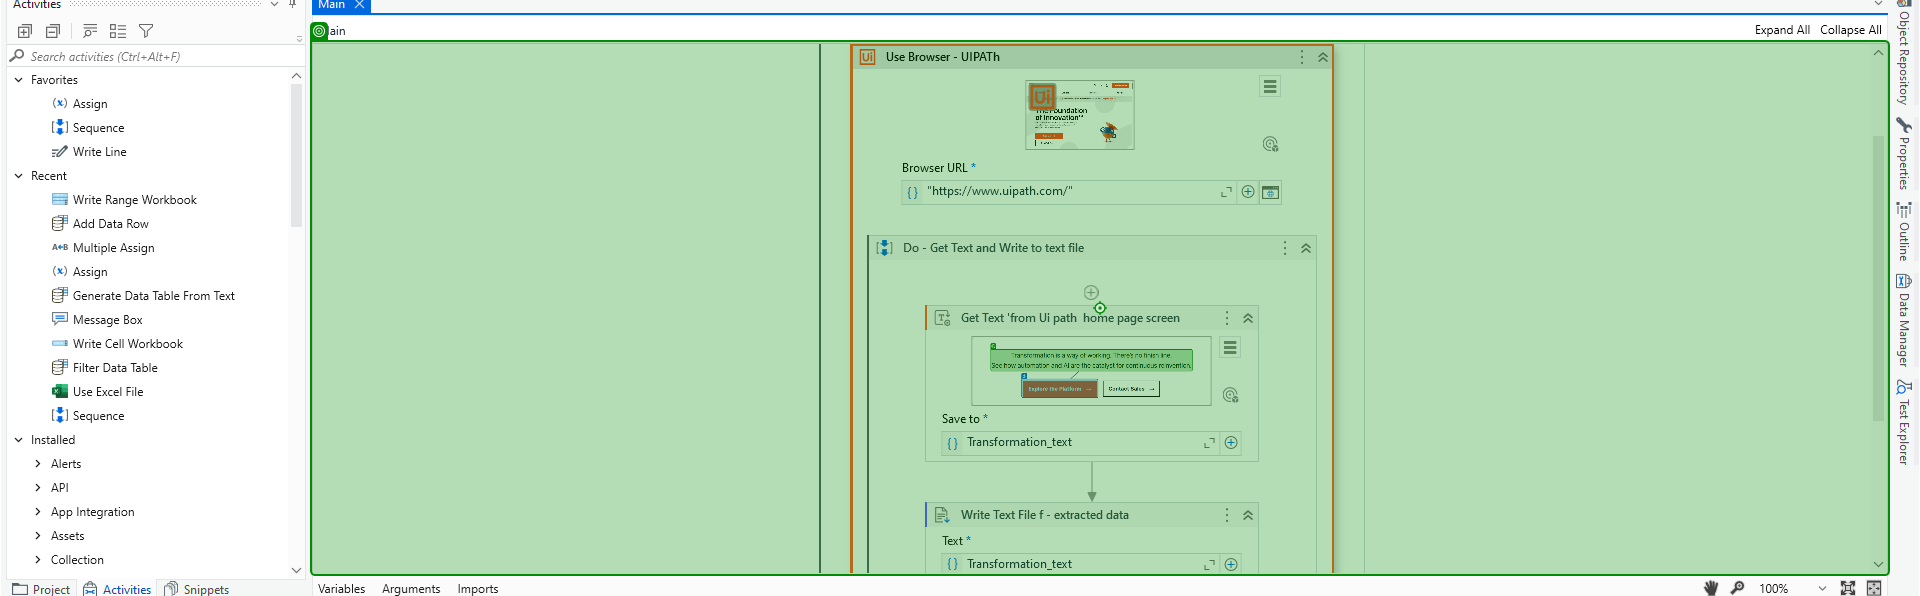 Activities
Search activities (Ctrl+Alt+F)
Favorites
Assign
Sequence
Write Line
Recent
Write Range Workbook
Add Data Row
Multiple Assign
Assign
Generate Data Table From Text
Message Box
Write Cell Workbook
Filter Data Table
Use Excel File
Sequence
Installed
Alerts
API
App Integration
Assets
Collection
Project
Activities
Snippets
Main
ain
Expand All
Collapse All
Ui Use Browser - UIPATh
Ui
The Foundation
of Innovation™
Browser URL *
"https://www.uipath.com/"
Do - Get Text and Write to text file
Get Text 'from Ui path home page screen
Transformation is a way of working. There's no finish line.
See how automation and AI are the catalyst for continuous reinvention.
Explore the Platform →
Contact Sales →
Save to *
Transformation_text
Write Text File f - extracted data
Text *
Transformation_text
Variables
Arguments
Imports
100%
Object Repository
Properties
Outline
Data Manager
Test Explorer